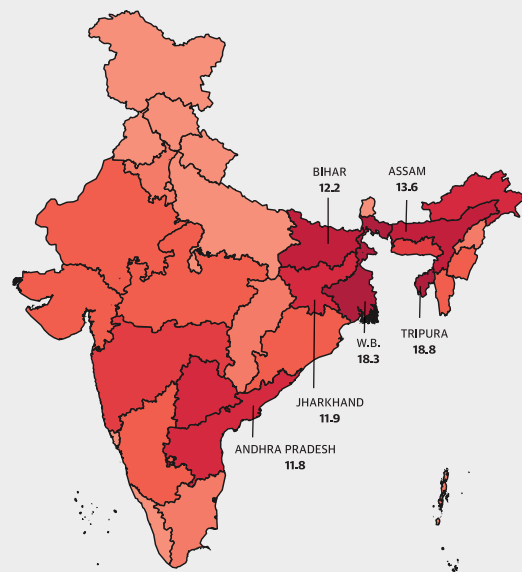 BIHAR
12.2
ASSAM
13.6
W.B.
18.3
TRIPURA
18.8
JHARKHAND
11.9
ANDHRA PRADESH
11.8